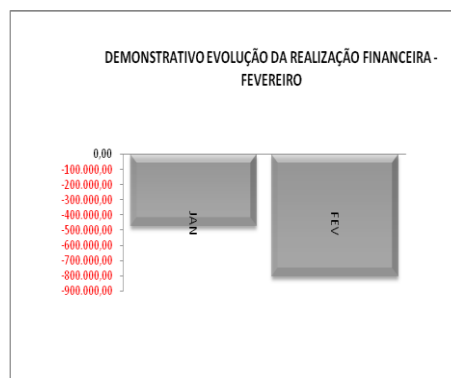 DEMONSTRATIVO EVOLUÇÃO DA REALIZAÇÃO FINANCEIRA -
FEVEREIRO
0,00
-100.000,00
-200.000,00
-300.000,00
-400.000,00
-500.000,00
-600.000,00
-700.000,00
-800.000,00
-900.000,00
JAN
FEV